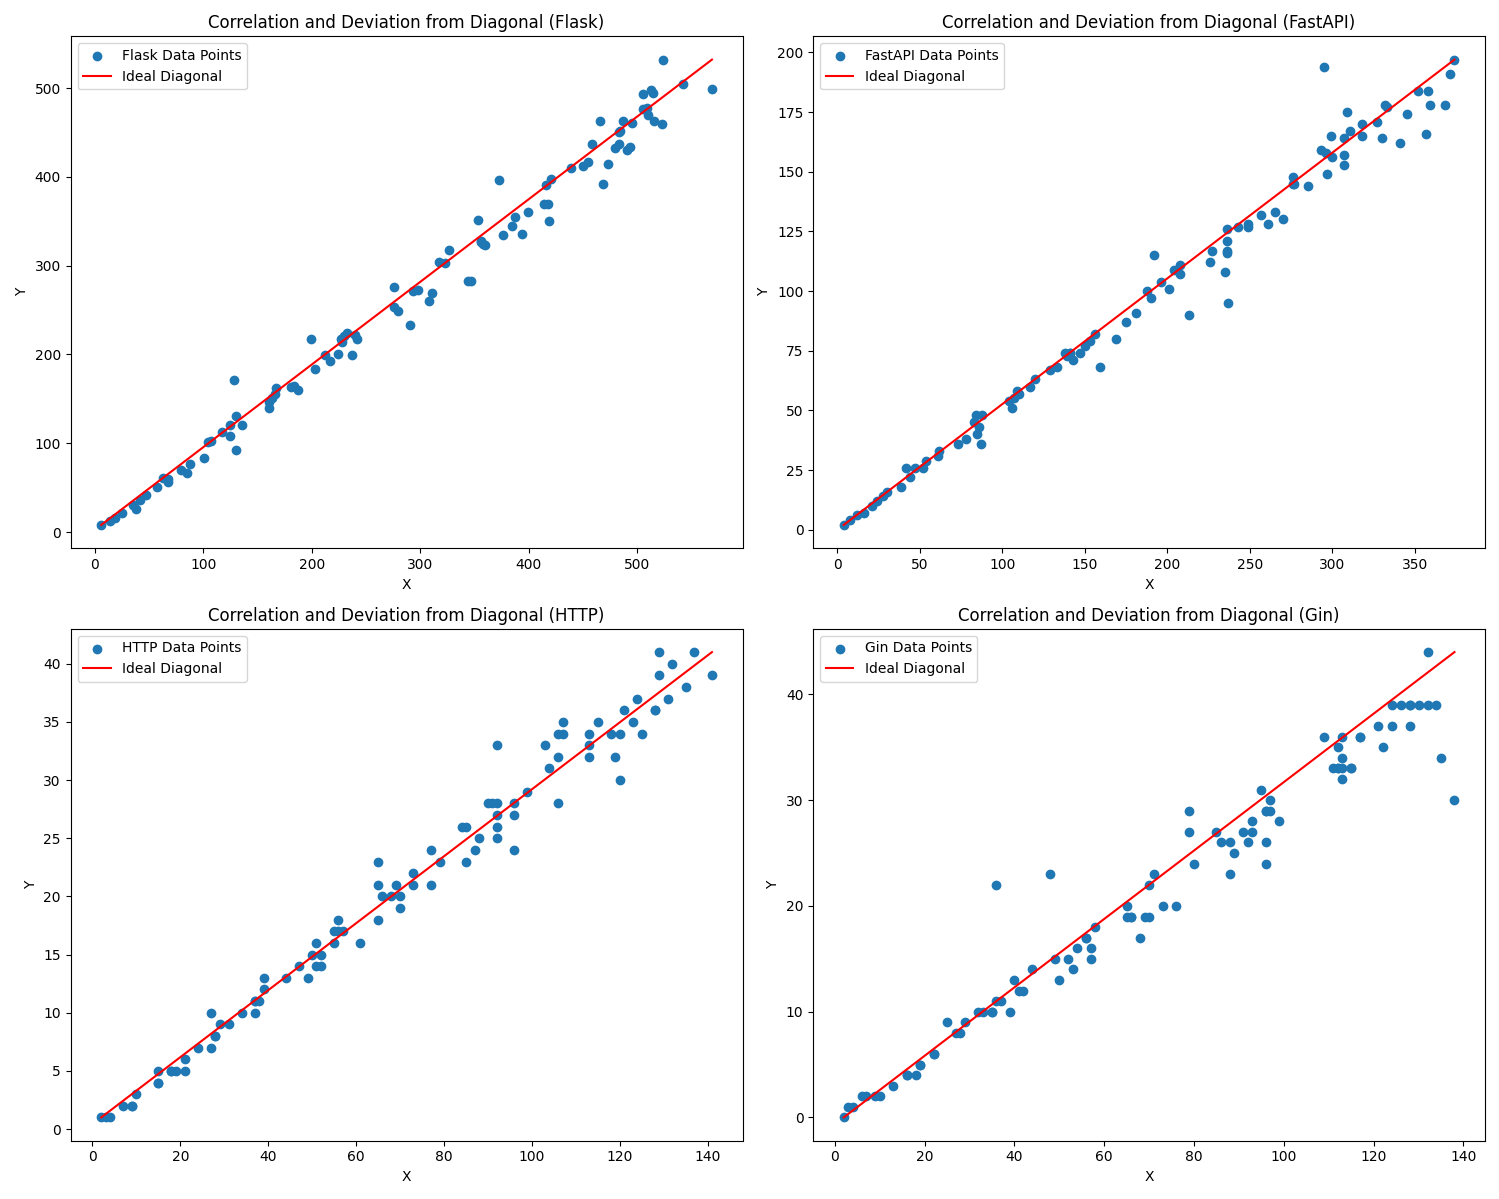 Correlation and Deviation from Diagonal (Flask)
Flask Data Points
Ideal Diagonal
500
400
300
200
100
0
Y
0 100 200 300 400 500
X
Correlation and Deviation from Diagonal (FastAPI)
FastAPI Data Points
Ideal Diagonal
200
175
150
125
100
75
50
25
0
Y
0 50 100 150 200 250 300 350
X
Correlation and Deviation from Diagonal (HTTP)
HTTP Data Points
Ideal Diagonal
40
35
30
25
20
15
10
5
0
Y
0 20 40 60 80 100 120 140
X
Correlation and Deviation from Diagonal (Gin)
Gin Data Points
Ideal Diagonal
40
30
20
10
0
Y
0 20 40 60 80 100 120 140
X